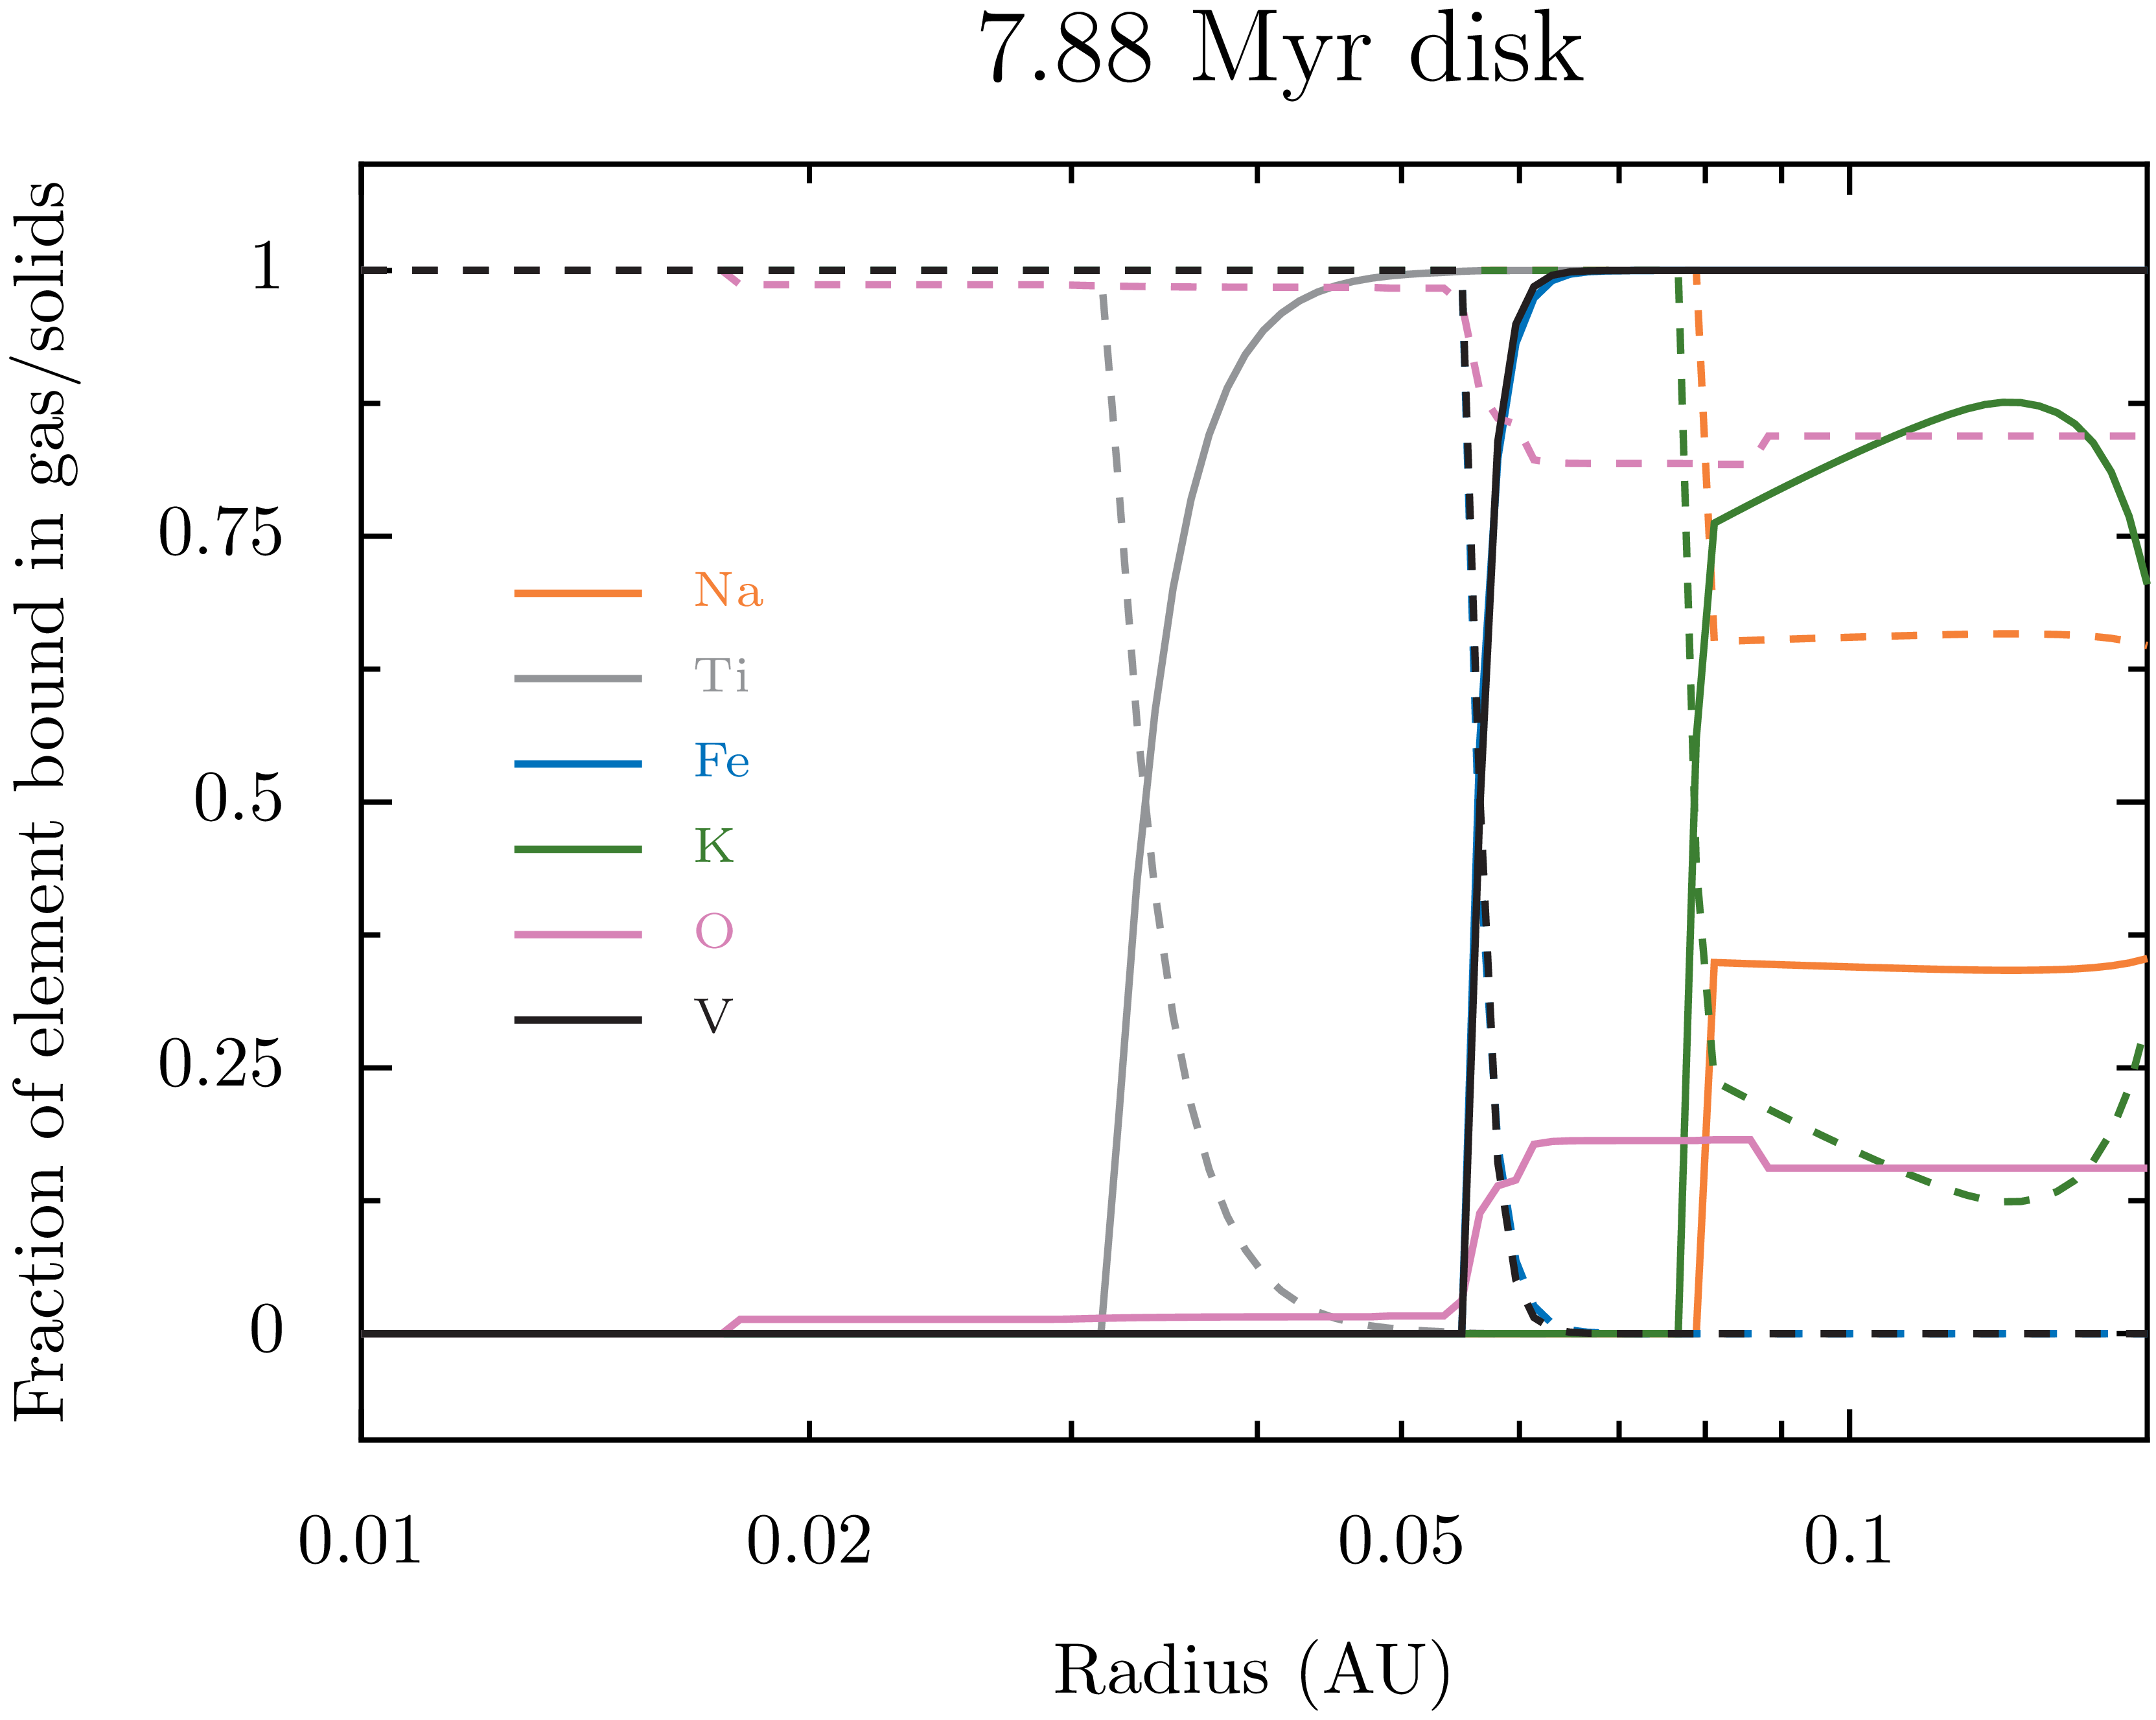 7.88 Myr disk
Fraction of element bound in gas/solids
1
0.75
0.5
0.25
0
Na
Ti
Fe
K
O
V
0.01 0.02 0.05 0.1
Radius (AU)